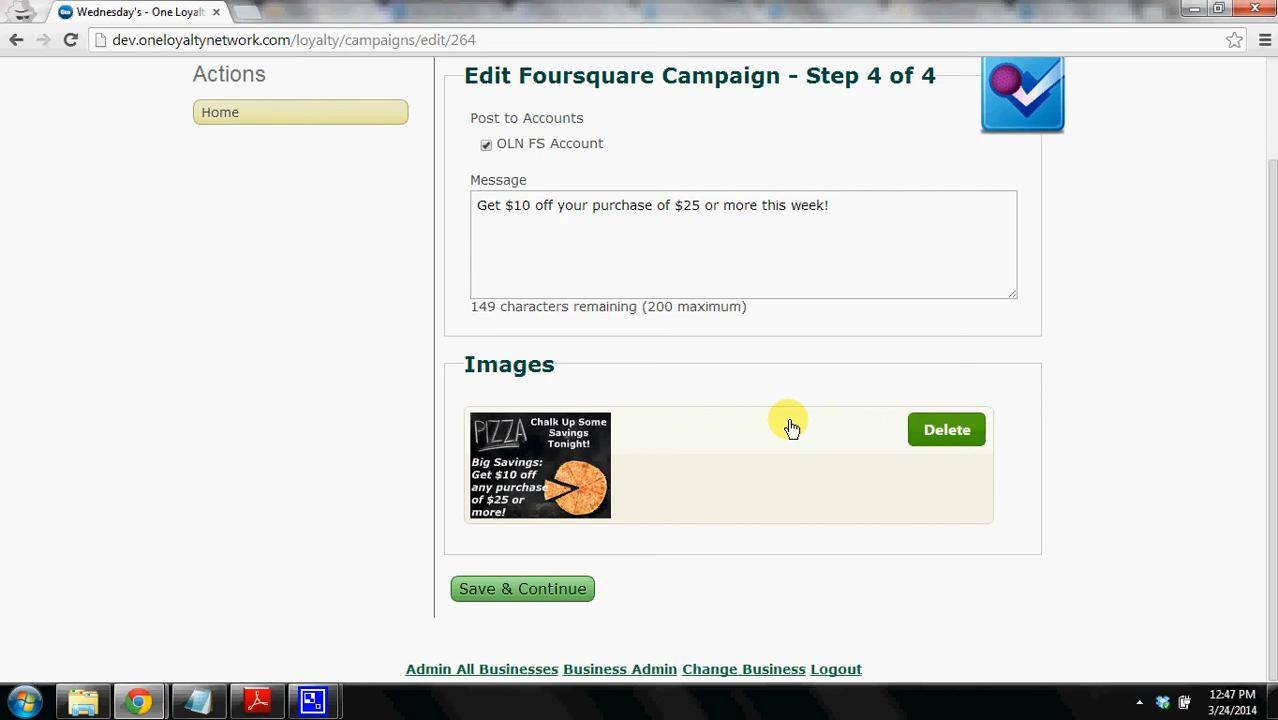 Wednesday's - One Loyalt
dev.oneloyaltynetwork.com/loyalty/campaigns/edit/264
Actions
Home
Edit Foursquare Campaign - Step 4 of 4
Post to Accounts
OLN FS Account
Message
Get $10 off your purchase of $25 or more this week!
149 characters remaining (200 maximum)
Images
PIZZA
Chalk Up Some
Savings
Tonight!
Big Savings:
Get $10 off
any purchase
of $25 or
more!
Delete
Save & Continue
Admin All Businesses Business Admin Change Business Logout
12:47 PM
3/24/2014